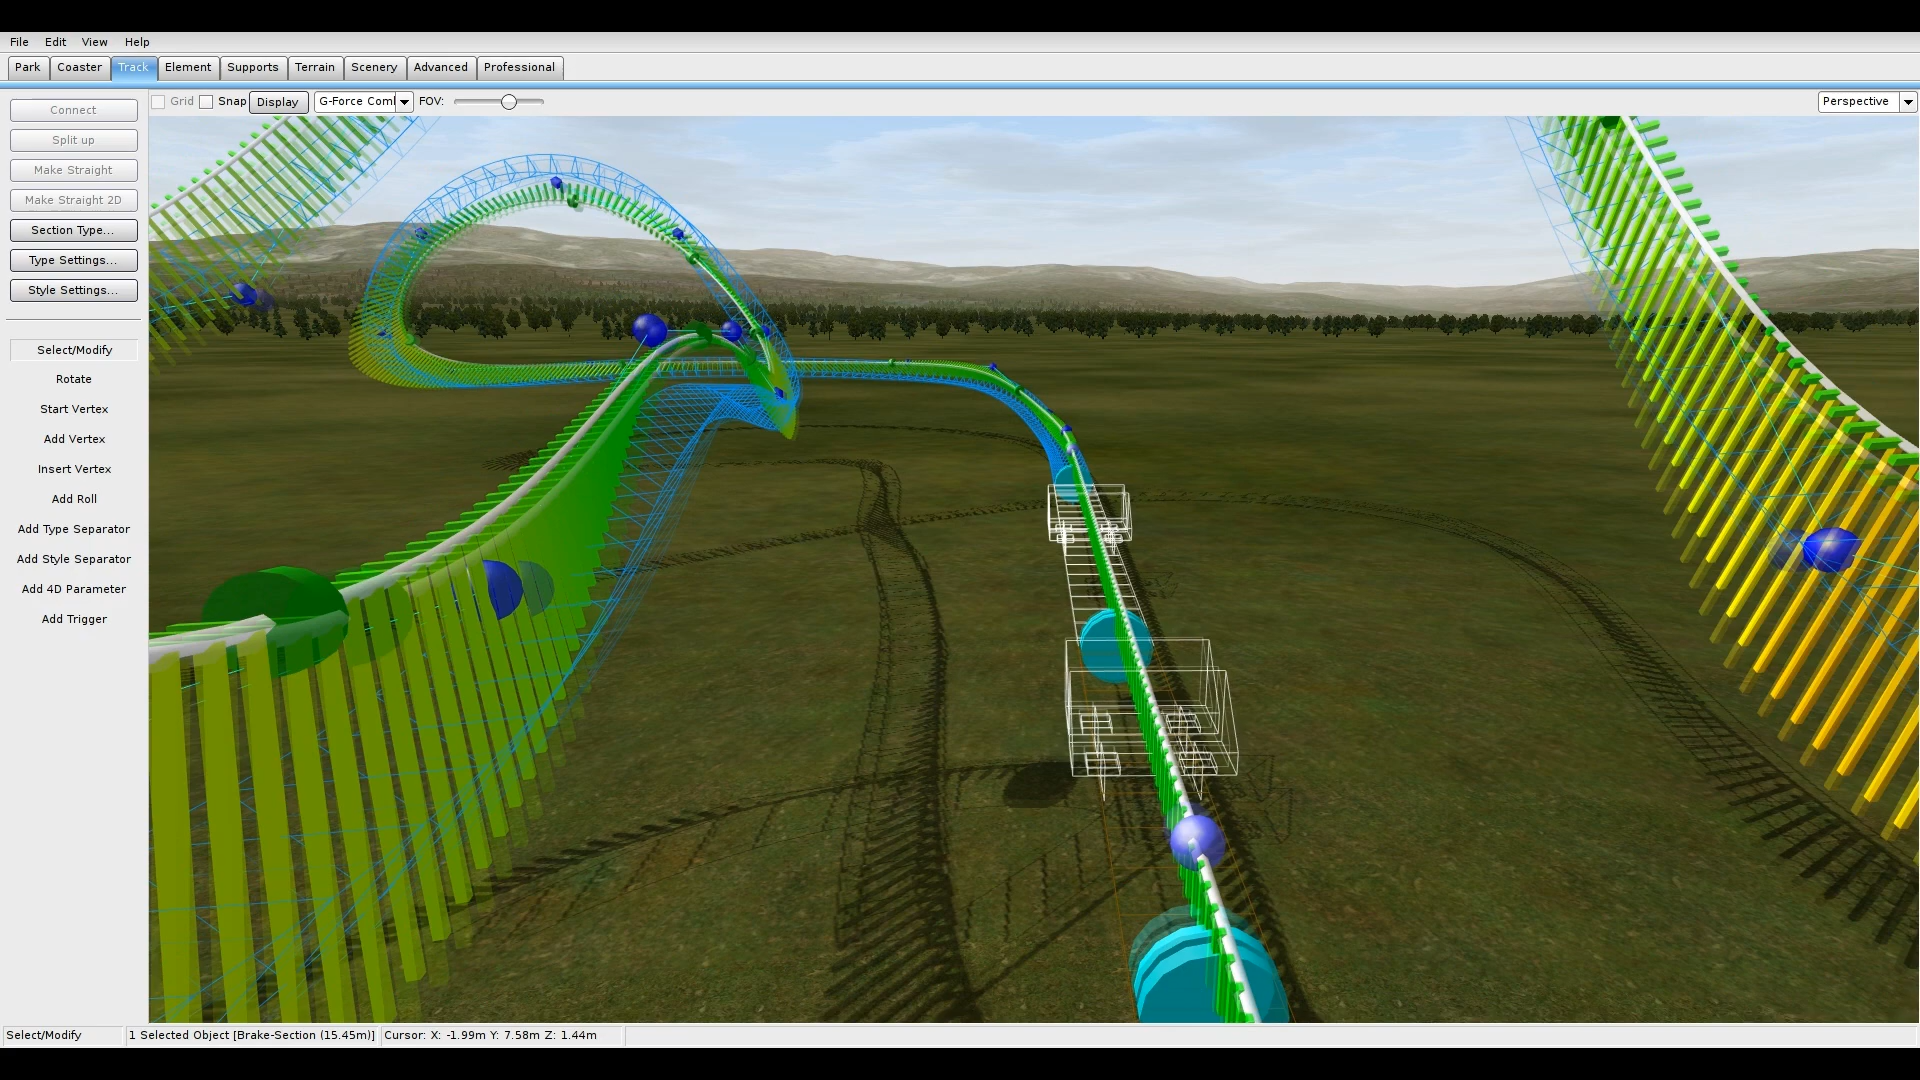 File Edit View Help
Park Coaster Track Element Supports Terrain Scenery Advanced Professional
Grid Snap Display G-Force Coml FOV: Perspective
Connect
Split up
Make Straight
Make Straight 2D
Section Type...
Type Settings...
Style Settings...
Select/Modify
Rotate
Start Vertex
Add Vertex
Insert Vertex
Add Roll
Add Type Separator
Add Style Separator
Add 4D Parameter
Add Trigger
Select/Modify 1 Selected Object [Brake-Section (15.45m)] Cursor: X: -1.99m Y: 7.58m Z: 1.44m